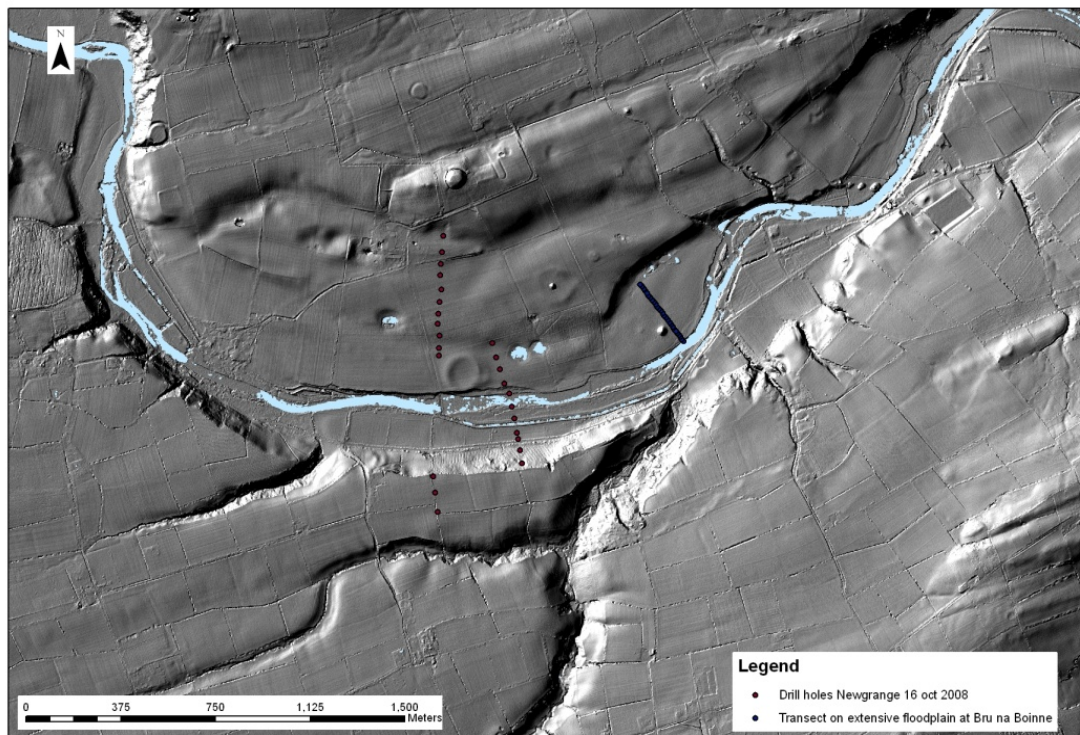 N
Legend
Drill holes Newgrange 16 oct 2008
Transect on extensive floodplain at Bru na Boinne
0 375 750 1,125 1,500
Meters